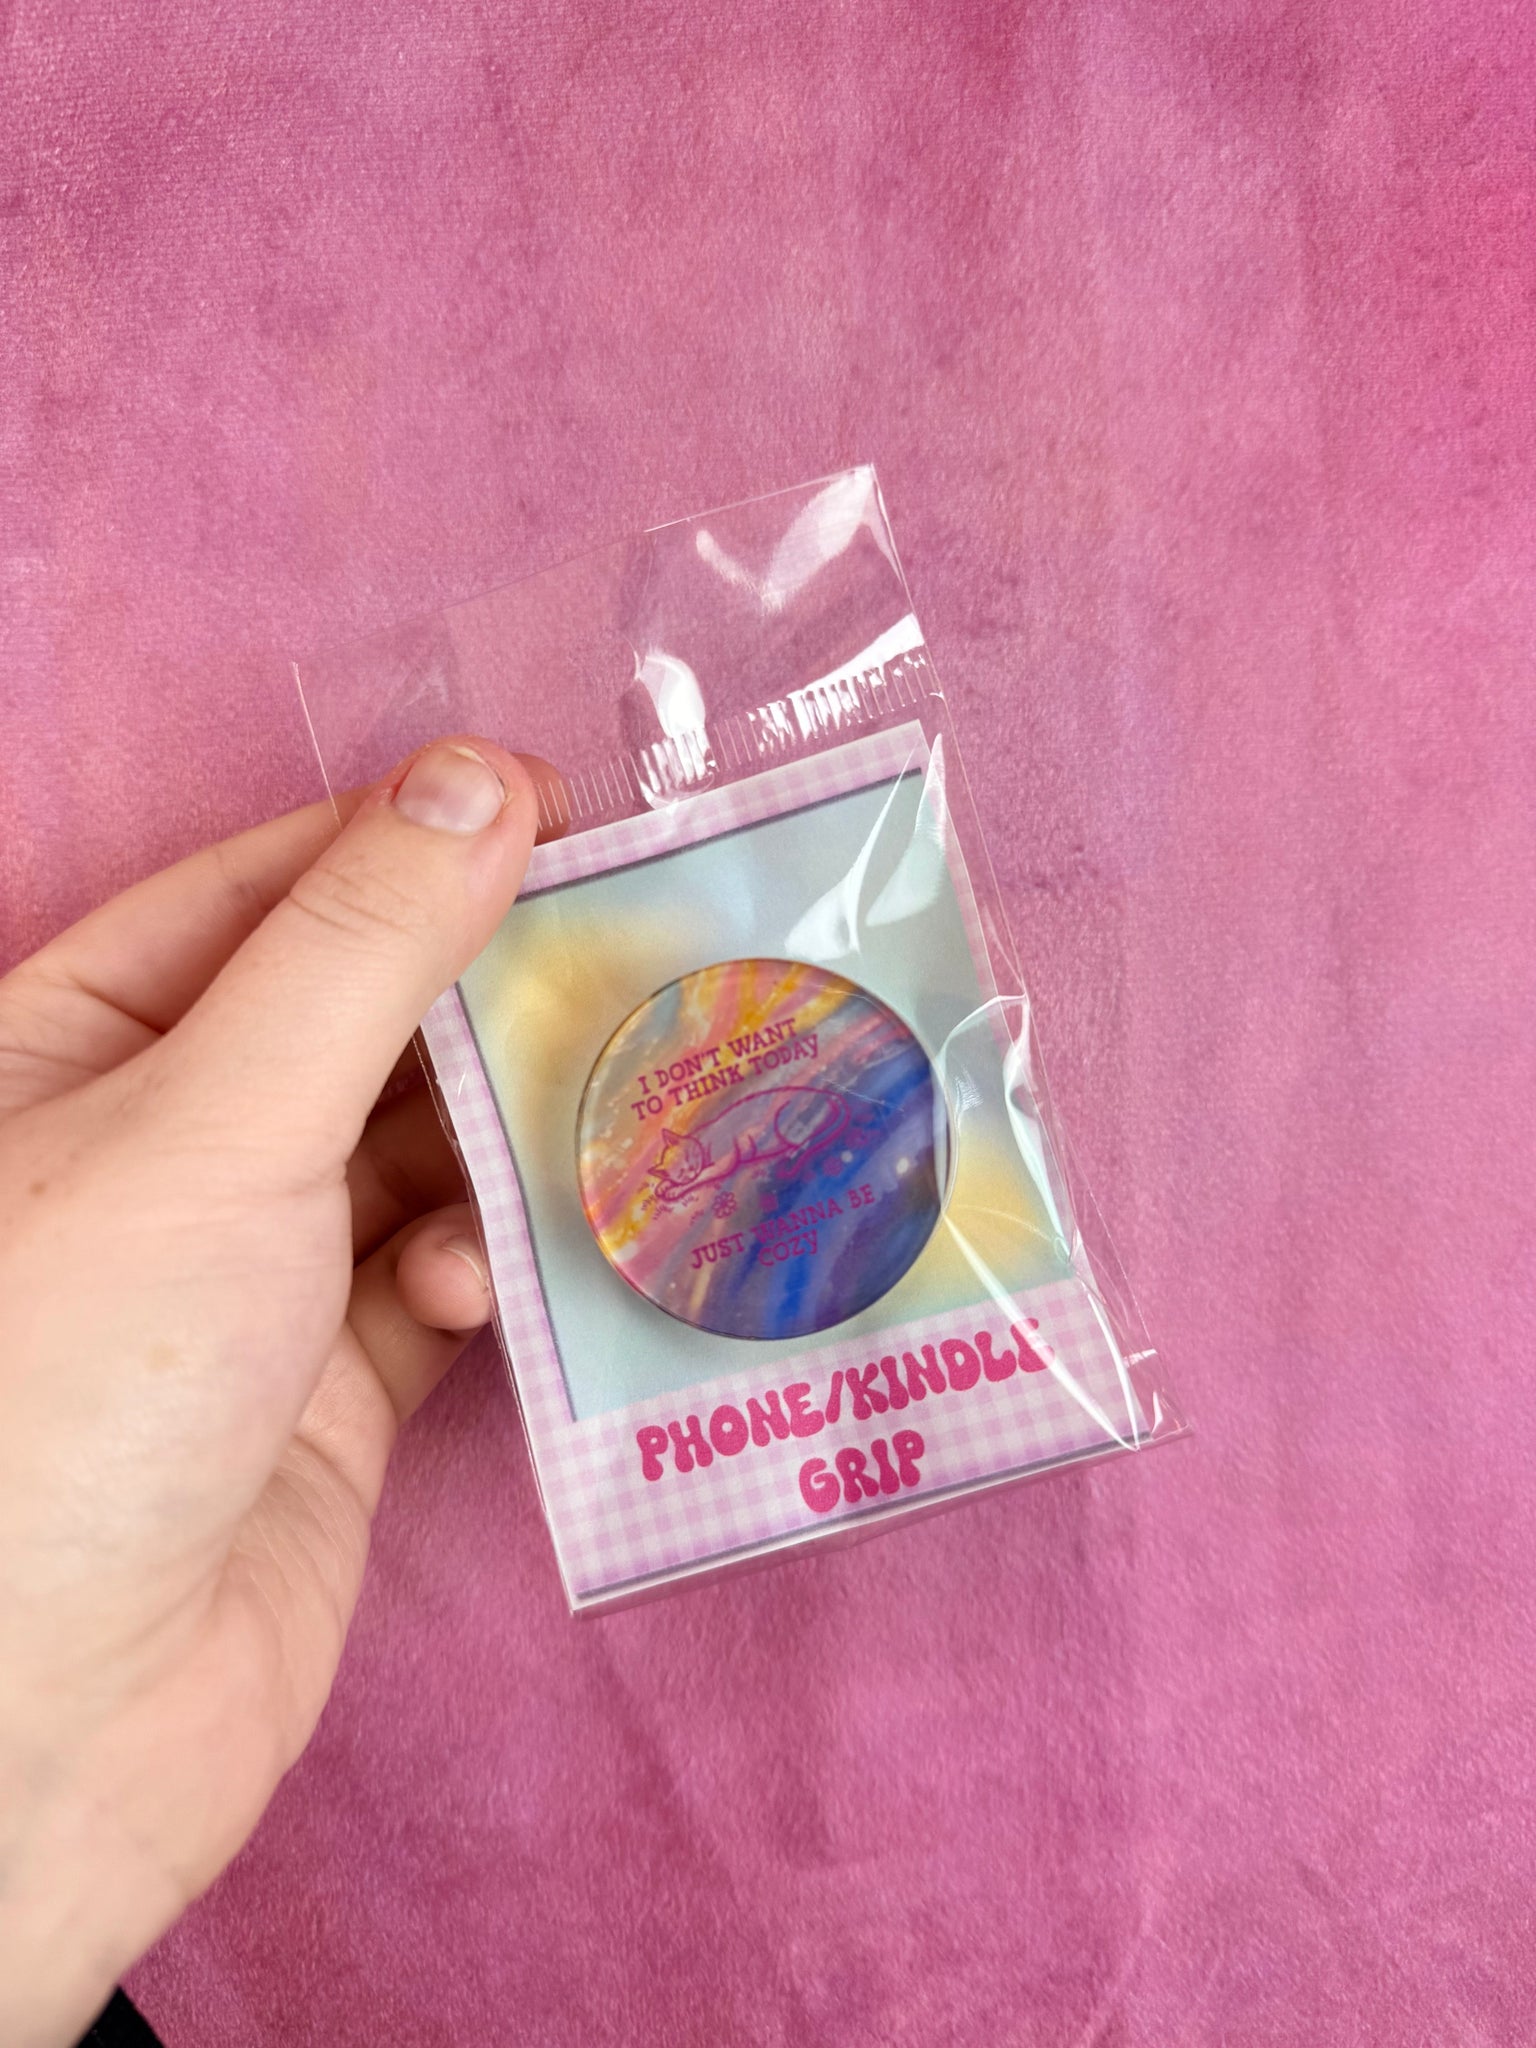 I DON'T WANT
TO THINK TODAY
JUST WANNA BE
COZY
PHONE/KINDLE
GRIP